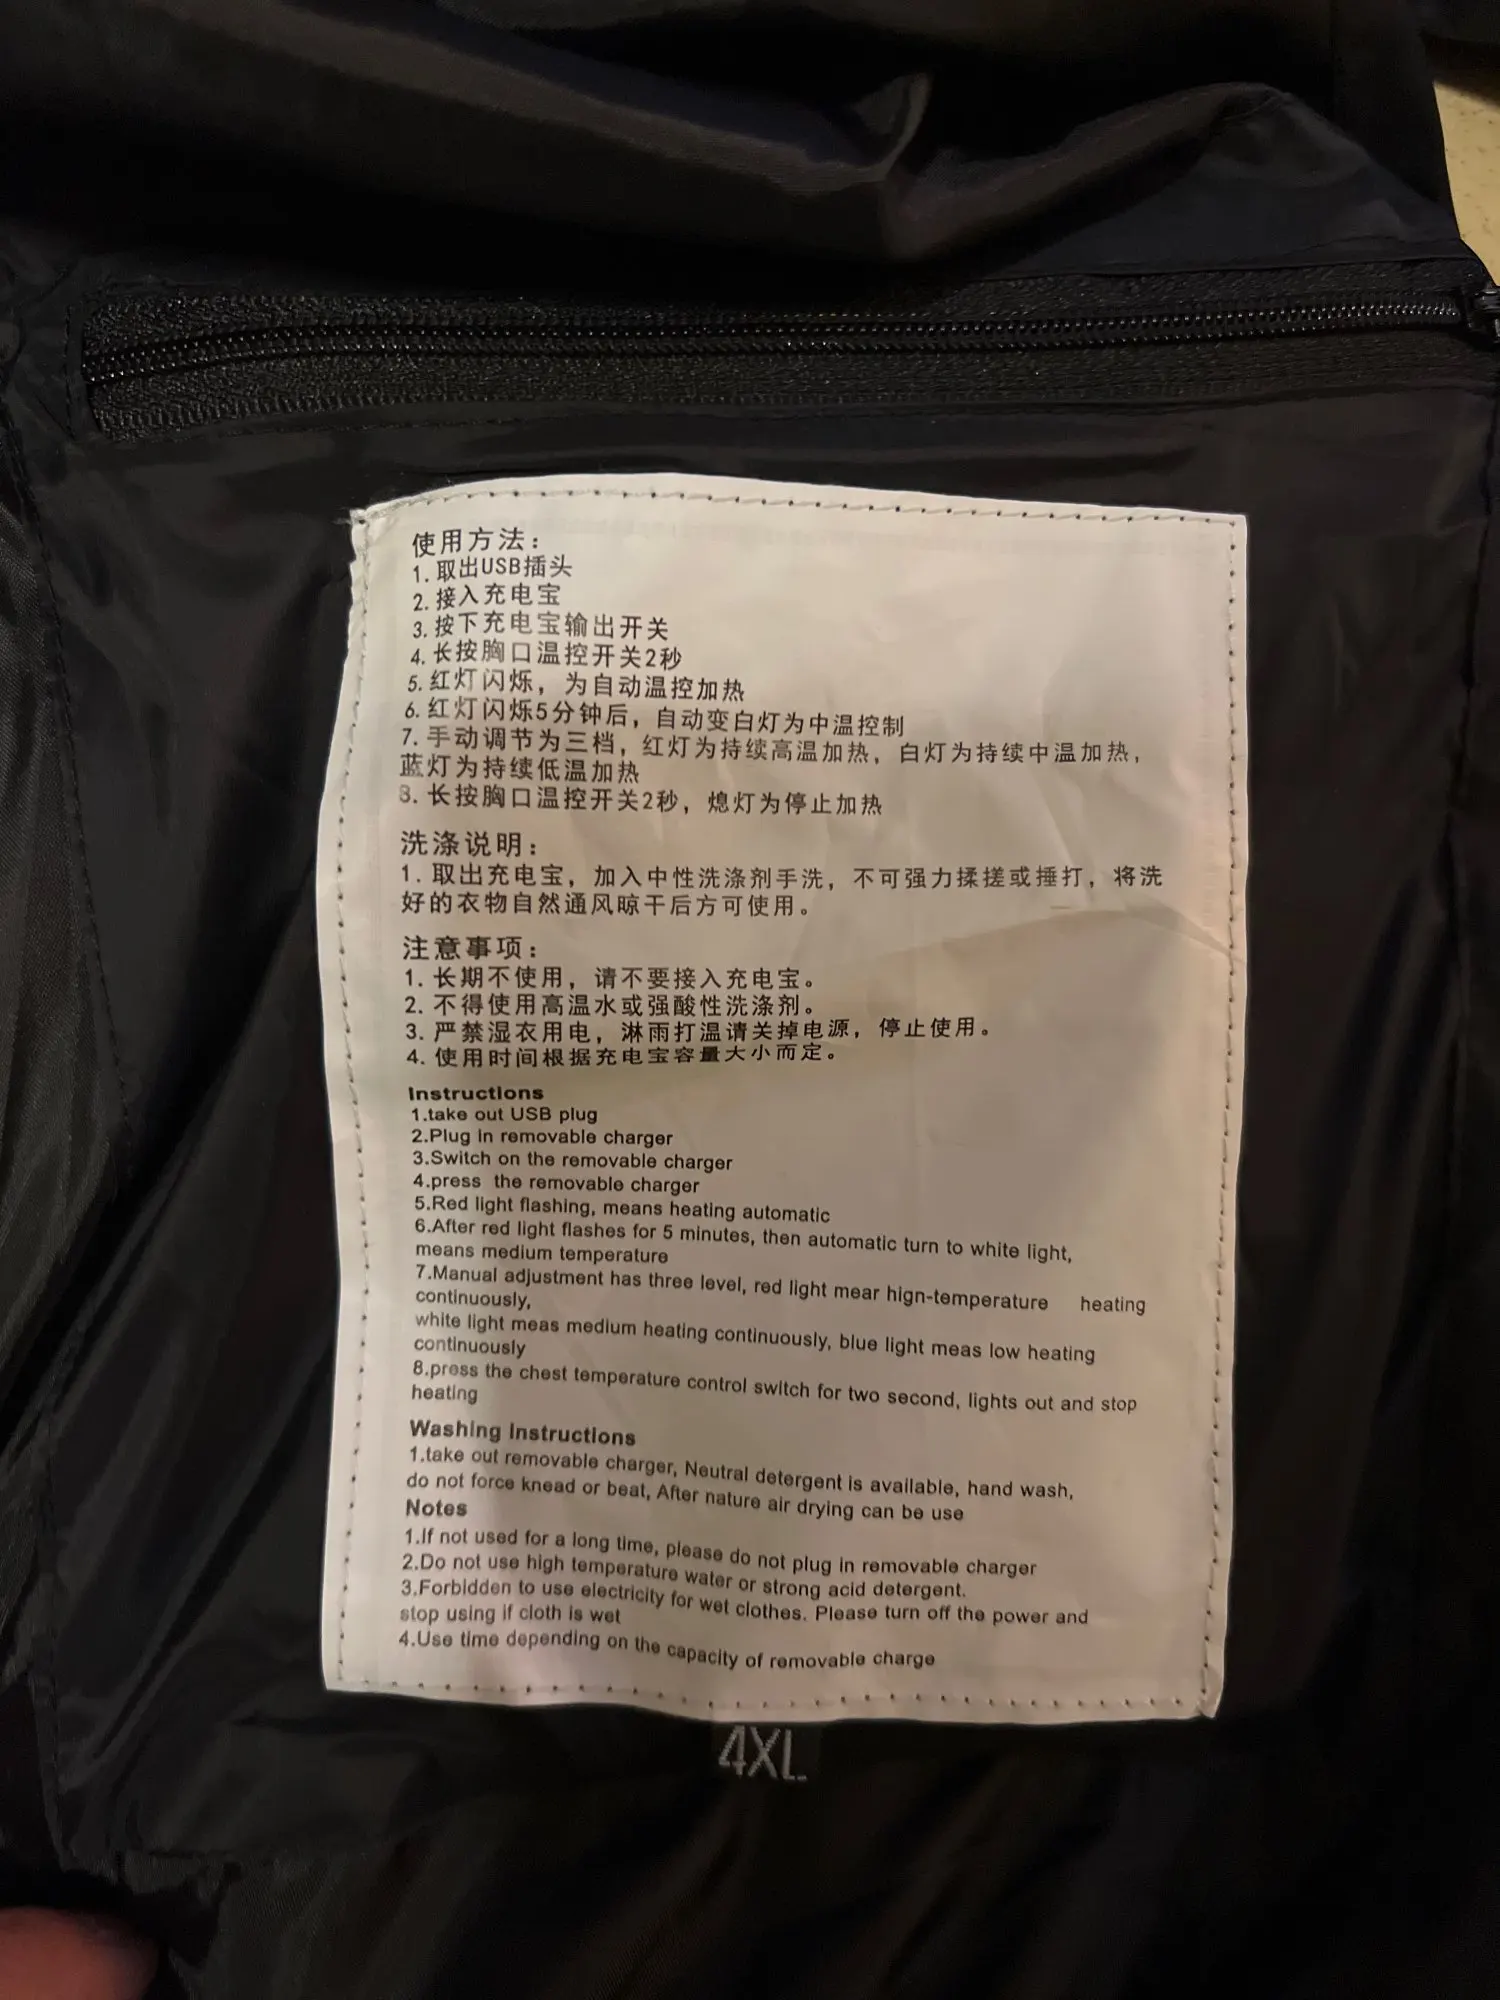 使用方法：
1. 取出USB插头
2. 接入充电宝
3. 按下充电宝输出开关
4. 长按胸口温控开关2秒
5. 红灯闪烁，为自动温控加热
6. 红灯闪烁5分钟后，自动变白灯为中温控制
7. 手动调节为三档，红灯为持续高温加热，白灯为持续中温加热，
蓝灯为持续低温加热
8. 长按胸口温控开关2秒，熄灯为停止加热
洗涤说明：
1. 取出充电宝，加入中性洗涤剂手洗，不可强力揉搓或捶打，将洗
好的衣物自然通风晾干后方可使用。
注意事项：
1. 长期不使用，请不要接入充电宝。
2. 不得使用高温水或强酸性洗涤剂。
3. 严禁湿衣用电，淋雨打温请关掉电源，停止使用。
4. 使用时间根据充电宝容量大小而定。
Instructions
1.take out USB plug
2.Plug in removable charger
3.Switch on the removable charger
4.press the removable charger
5.Red light flashing, means heating automatic
6.After red light flashes for 5 minutes, then automatic turn to white light,
means medium temperature
7.Manual adjustment has three level, red light mear hign-temperature heating
continuously,
white light meas medium heating continuously, blue light meas low heating
continuously
8.press the chest temperature control switch for two second, lights out and stop
heating
Washing Instructions
1.take out removable charger, Neutral detergent is available, hand wash,
do not force knead or beat, After nature air drying can be use
Notes
1.If not used for a long time, please do not plug in removable charger
2.Do not use high temperature water or strong acid detergent.
3.Forbidden to use electricity for wet clothes. Please turn off the power and
stop using if cloth is wet
4.Use time depending on the capacity of removable charge
4XL